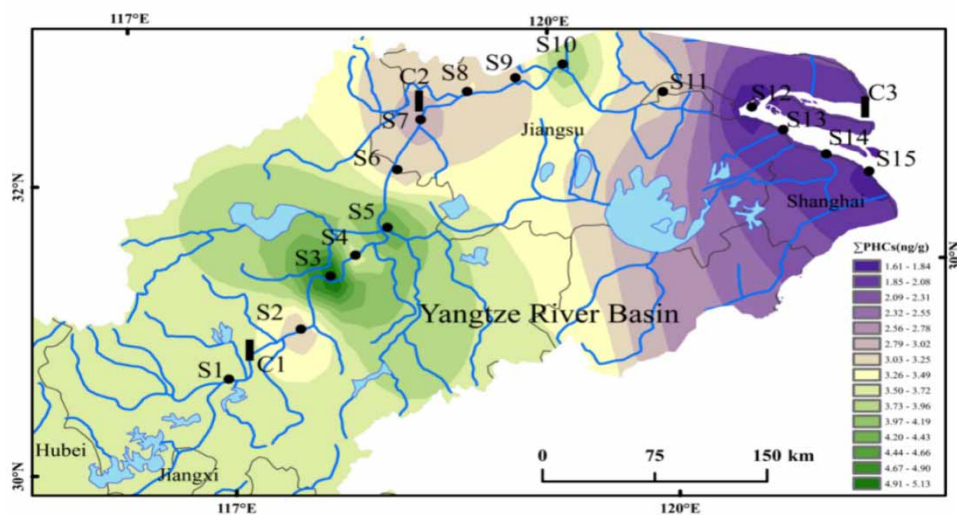 117°E
120°E
S10
S9
S8
C2
S11
S12
C3
S7
S13
Jiangsu
S14
S6
S15
32°N
S5
Shanghai
S4
∑PHCs(ng/g)
S3
1.61 - 1.84
1.85 - 2.08
2.09 - 2.31
2.32 - 2.55
2.56 - 2.78
2.79 - 3.02
3.03 - 3.25
3.26 - 3.49
3.50 - 3.72
3.73 - 3.96
3.97 - 4.19
4.20 - 4.43
4.44 - 4.66
4.67 - 4.90
4.91 - 5.13
S2
Yangtze River Basin
C1
S1
Hubei
Jiangxi
0
75
150 km
30°N
117°E
120°E